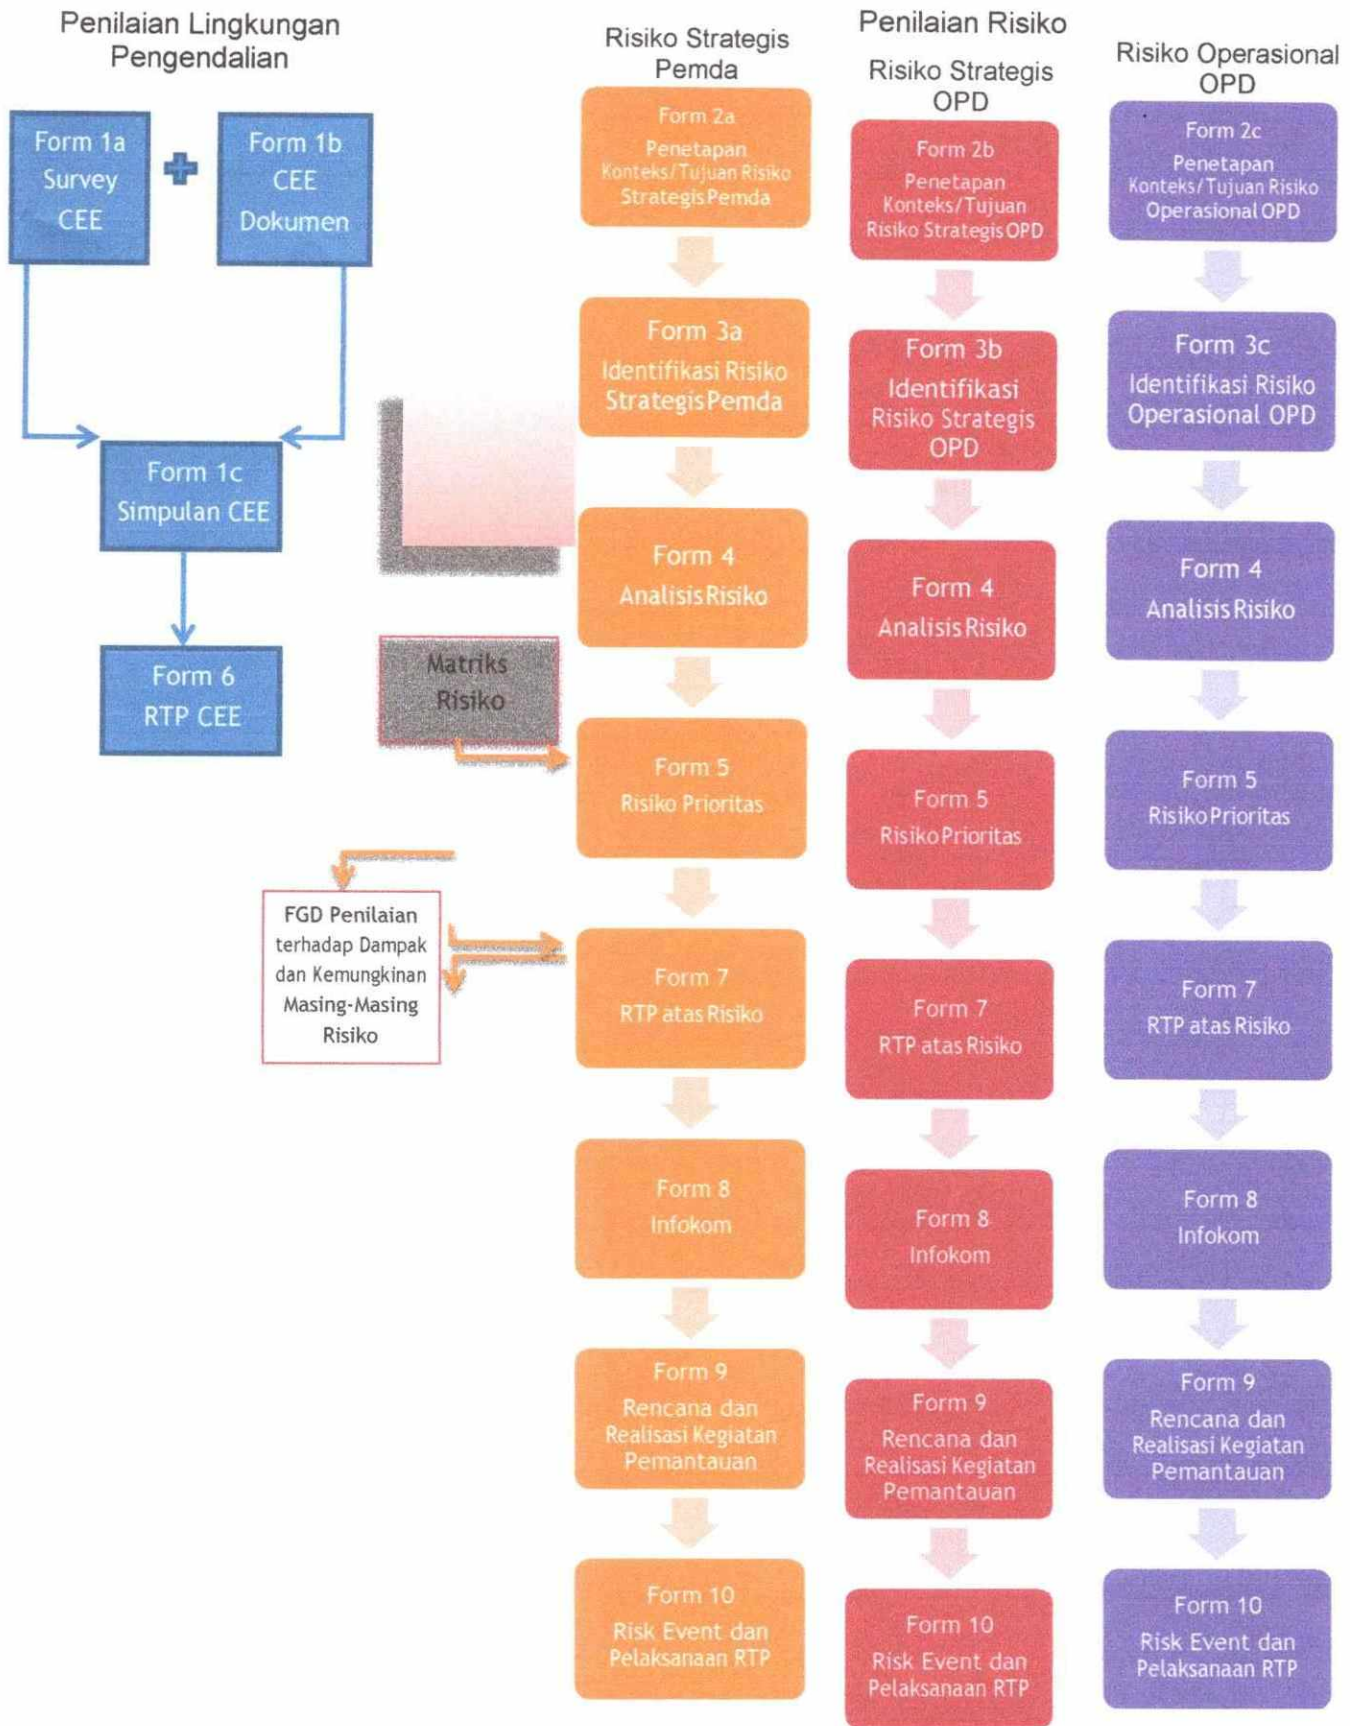 Penilaian Lingkungan
Pengendalian
Form 1a
Survey
CEE
Form 1b
CEE
Dokumen
Form 1c
Simpulan CEE
Form 6
RTP CEE
Matriks
Risiko
FGD Penilaian
terhadap Dampak
dan Kemungkinan
Masing-Masing
Risiko
Penilaian Risiko
Risiko Strategis
Pemda
Form 2a
Penetapan
Konteks/Tujuan Risiko
Strategis Pemda
Form 3a
Identifikasi Risiko
Strategis Pemda
Form 4
Analisis Risiko
Form 5
Risiko Prioritas
Form 7
RTP atas Risiko
Form 8
Infokom
Form 9
Rencana dan
Realisasi Kegiatan
Pemantauan
Form 10
Risk Event dan
Pelaksanaan RTP
Risiko Strategis
OPD
Form 2b
Penetapan
Konteks/Tujuan
Risiko Strategis OPD
Form 3b
Identifikasi
Risiko Strategis
OPD
Form 4
Analisis Risiko
Form 5
Risiko Prioritas
Form 7
RTP atas Risiko
Form 8
Infokom
Form 9
Rencana dan
Realisasi Kegiatan
Pemantauan
Form 10
Risk Event dan
Pelaksanaan RTP
Risiko Operasional
OPD
Form 2c
Penetapan
Konteks/Tujuan Risiko
Operasional OPD
Form 3c
Identifikasi Risiko
Operasional OPD
Form 4
Analisis Risiko
Form 5
Risiko Prioritas
Form 7
RTP atas Risiko
Form 8
Infokom
Form 9
Rencana dan
Realisasi Kegiatan
Pemantauan
Form 10
Risk Event dan
Pelaksanaan RTP